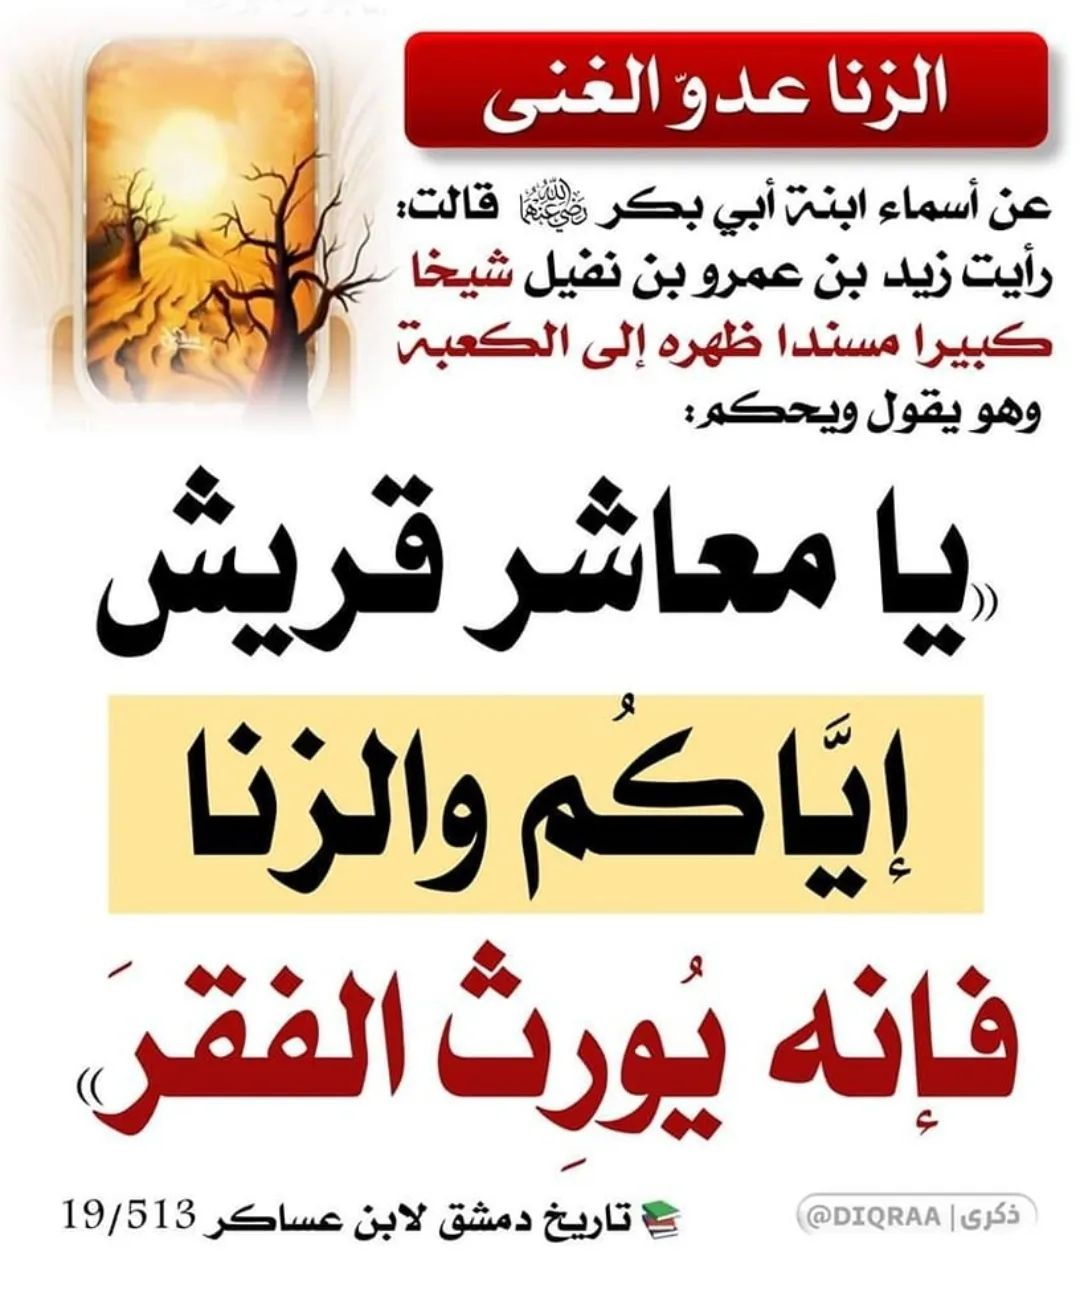 الزنا عدوّ الغنى
عن أسماء ابنة أبي بكر رضي الله عنهما قالت:
رأيت زيد بن عمرو بن نفيل شيخا
كبيرا مسندا ظهره إلى الكعبة
وهو يقول ويحكم:
«يا معاشر قريش
إيَّاكُم والزنا
فإنه يُورِث الفقرَ»
تاريخ دمشق لابن عساكر 19/513
ذكرى | @DIQRAA